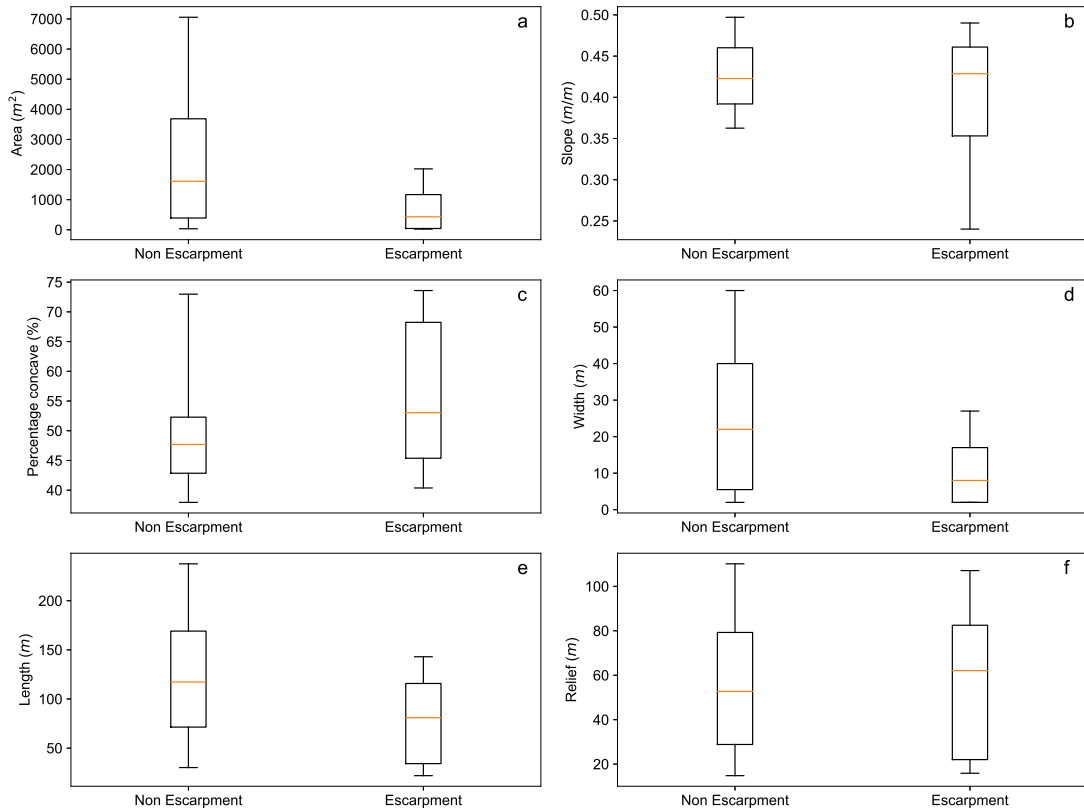 a
7000
6000
5000
4000
3000
2000
1000
0
Area (m²)
Non Escarpment Escarpment
b
0.50
0.45
0.40
0.35
0.30
0.25
Slope (m/m)
Non Escarpment Escarpment
c
75
70
65
60
55
50
45
40
Percentage concave (%)
Non Escarpment Escarpment
d
60
50
40
30
20
10
0
Width (m)
Non Escarpment Escarpment
e
200
150
100
50
Length (m)
Non Escarpment Escarpment
f
100
80
60
40
20
Relief (m)
Non Escarpment Escarpment